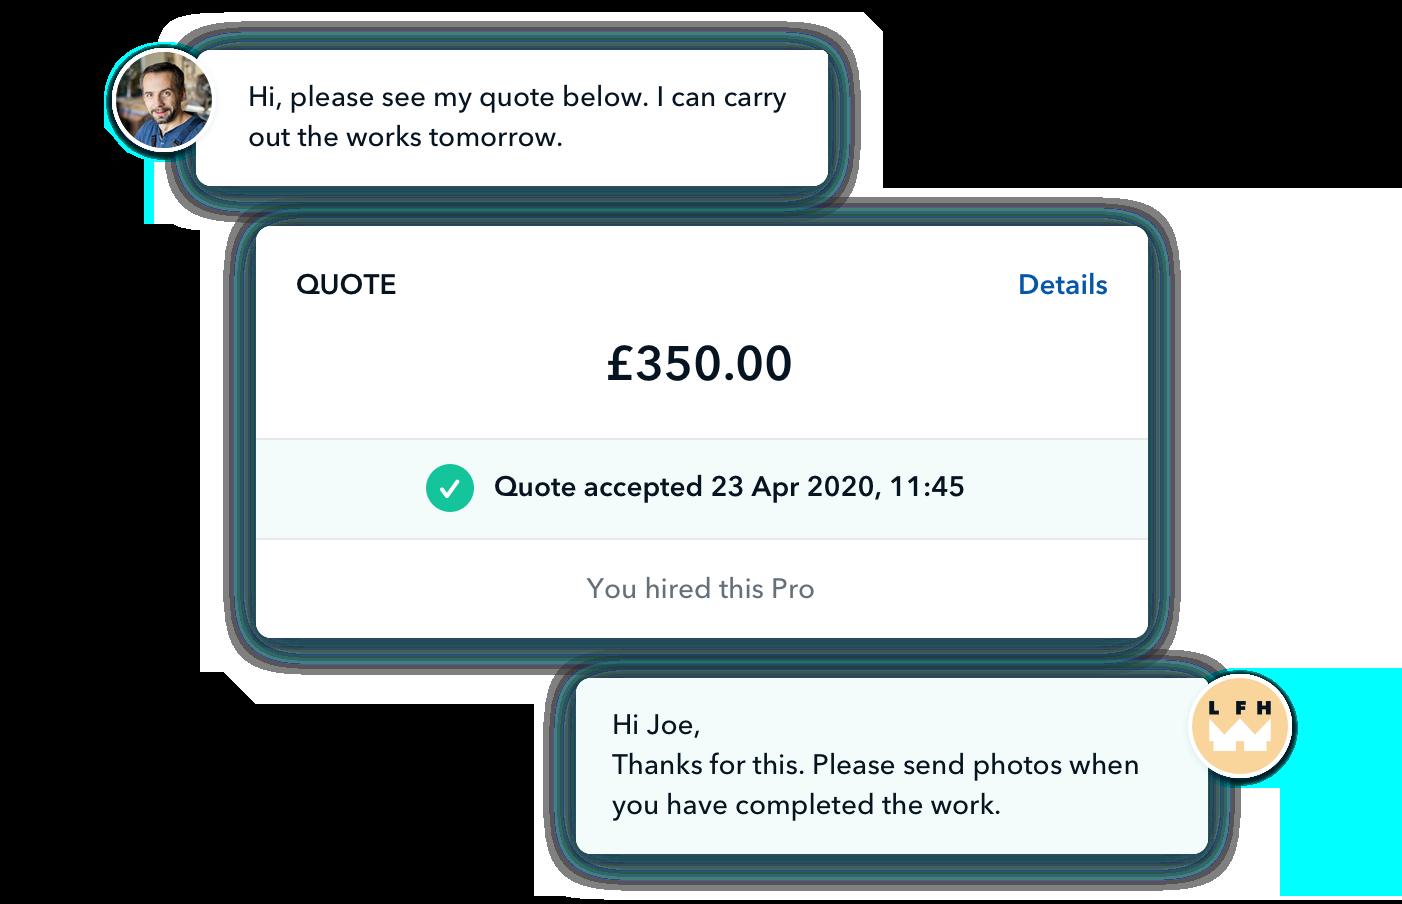 Hi, please see my quote below. I can carry
out the works tomorrow.
QUOTE
Details
£350.00
Quote accepted 23 Apr 2020, 11:45
You hired this Pro
L F H
Hi Joe,
Thanks for this. Please send photos when
you have completed the work.